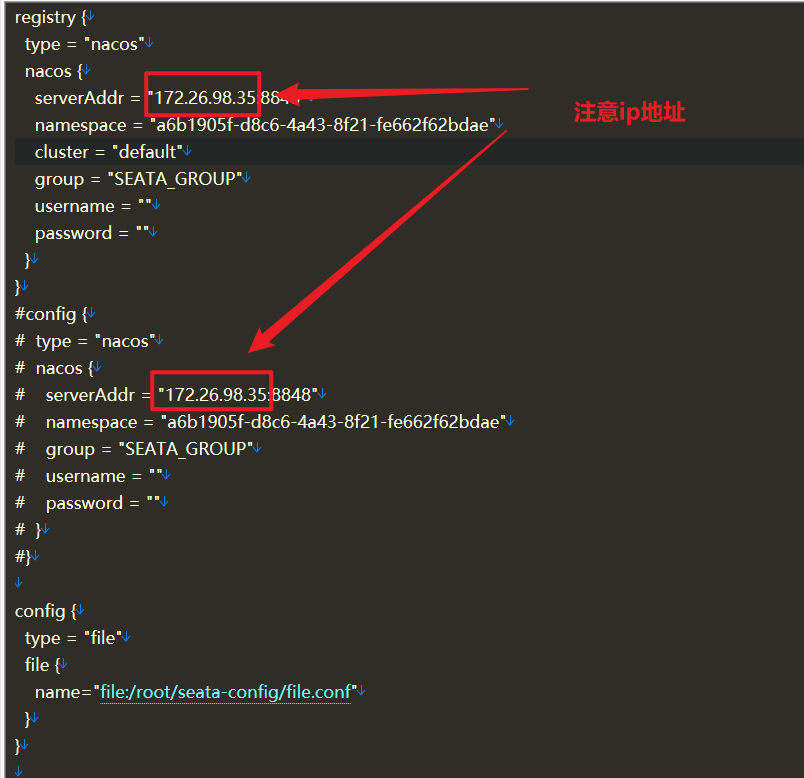 registry {
type = "nacos"
nacos {
serverAddr = "172.26.98.35:8848"
注意ip地址
namespace = "a6b1905f-d8c6-4a43-8f21-fe662f62bdae"
cluster = "default"
group = "SEATA_GROUP"
username = ""
password = ""
}
}
#config {
# type = "nacos"
# nacos {
# serverAddr = "172.26.98.35:8848"
# namespace = "a6b1905f-d8c6-4a43-8f21-fe662f62bdae"
# group = "SEATA_GROUP"
# username = ""
# password = ""
# }
#}
config {
type = "file"
file {
name="file:/root/seata-config/file.conf"
}
}